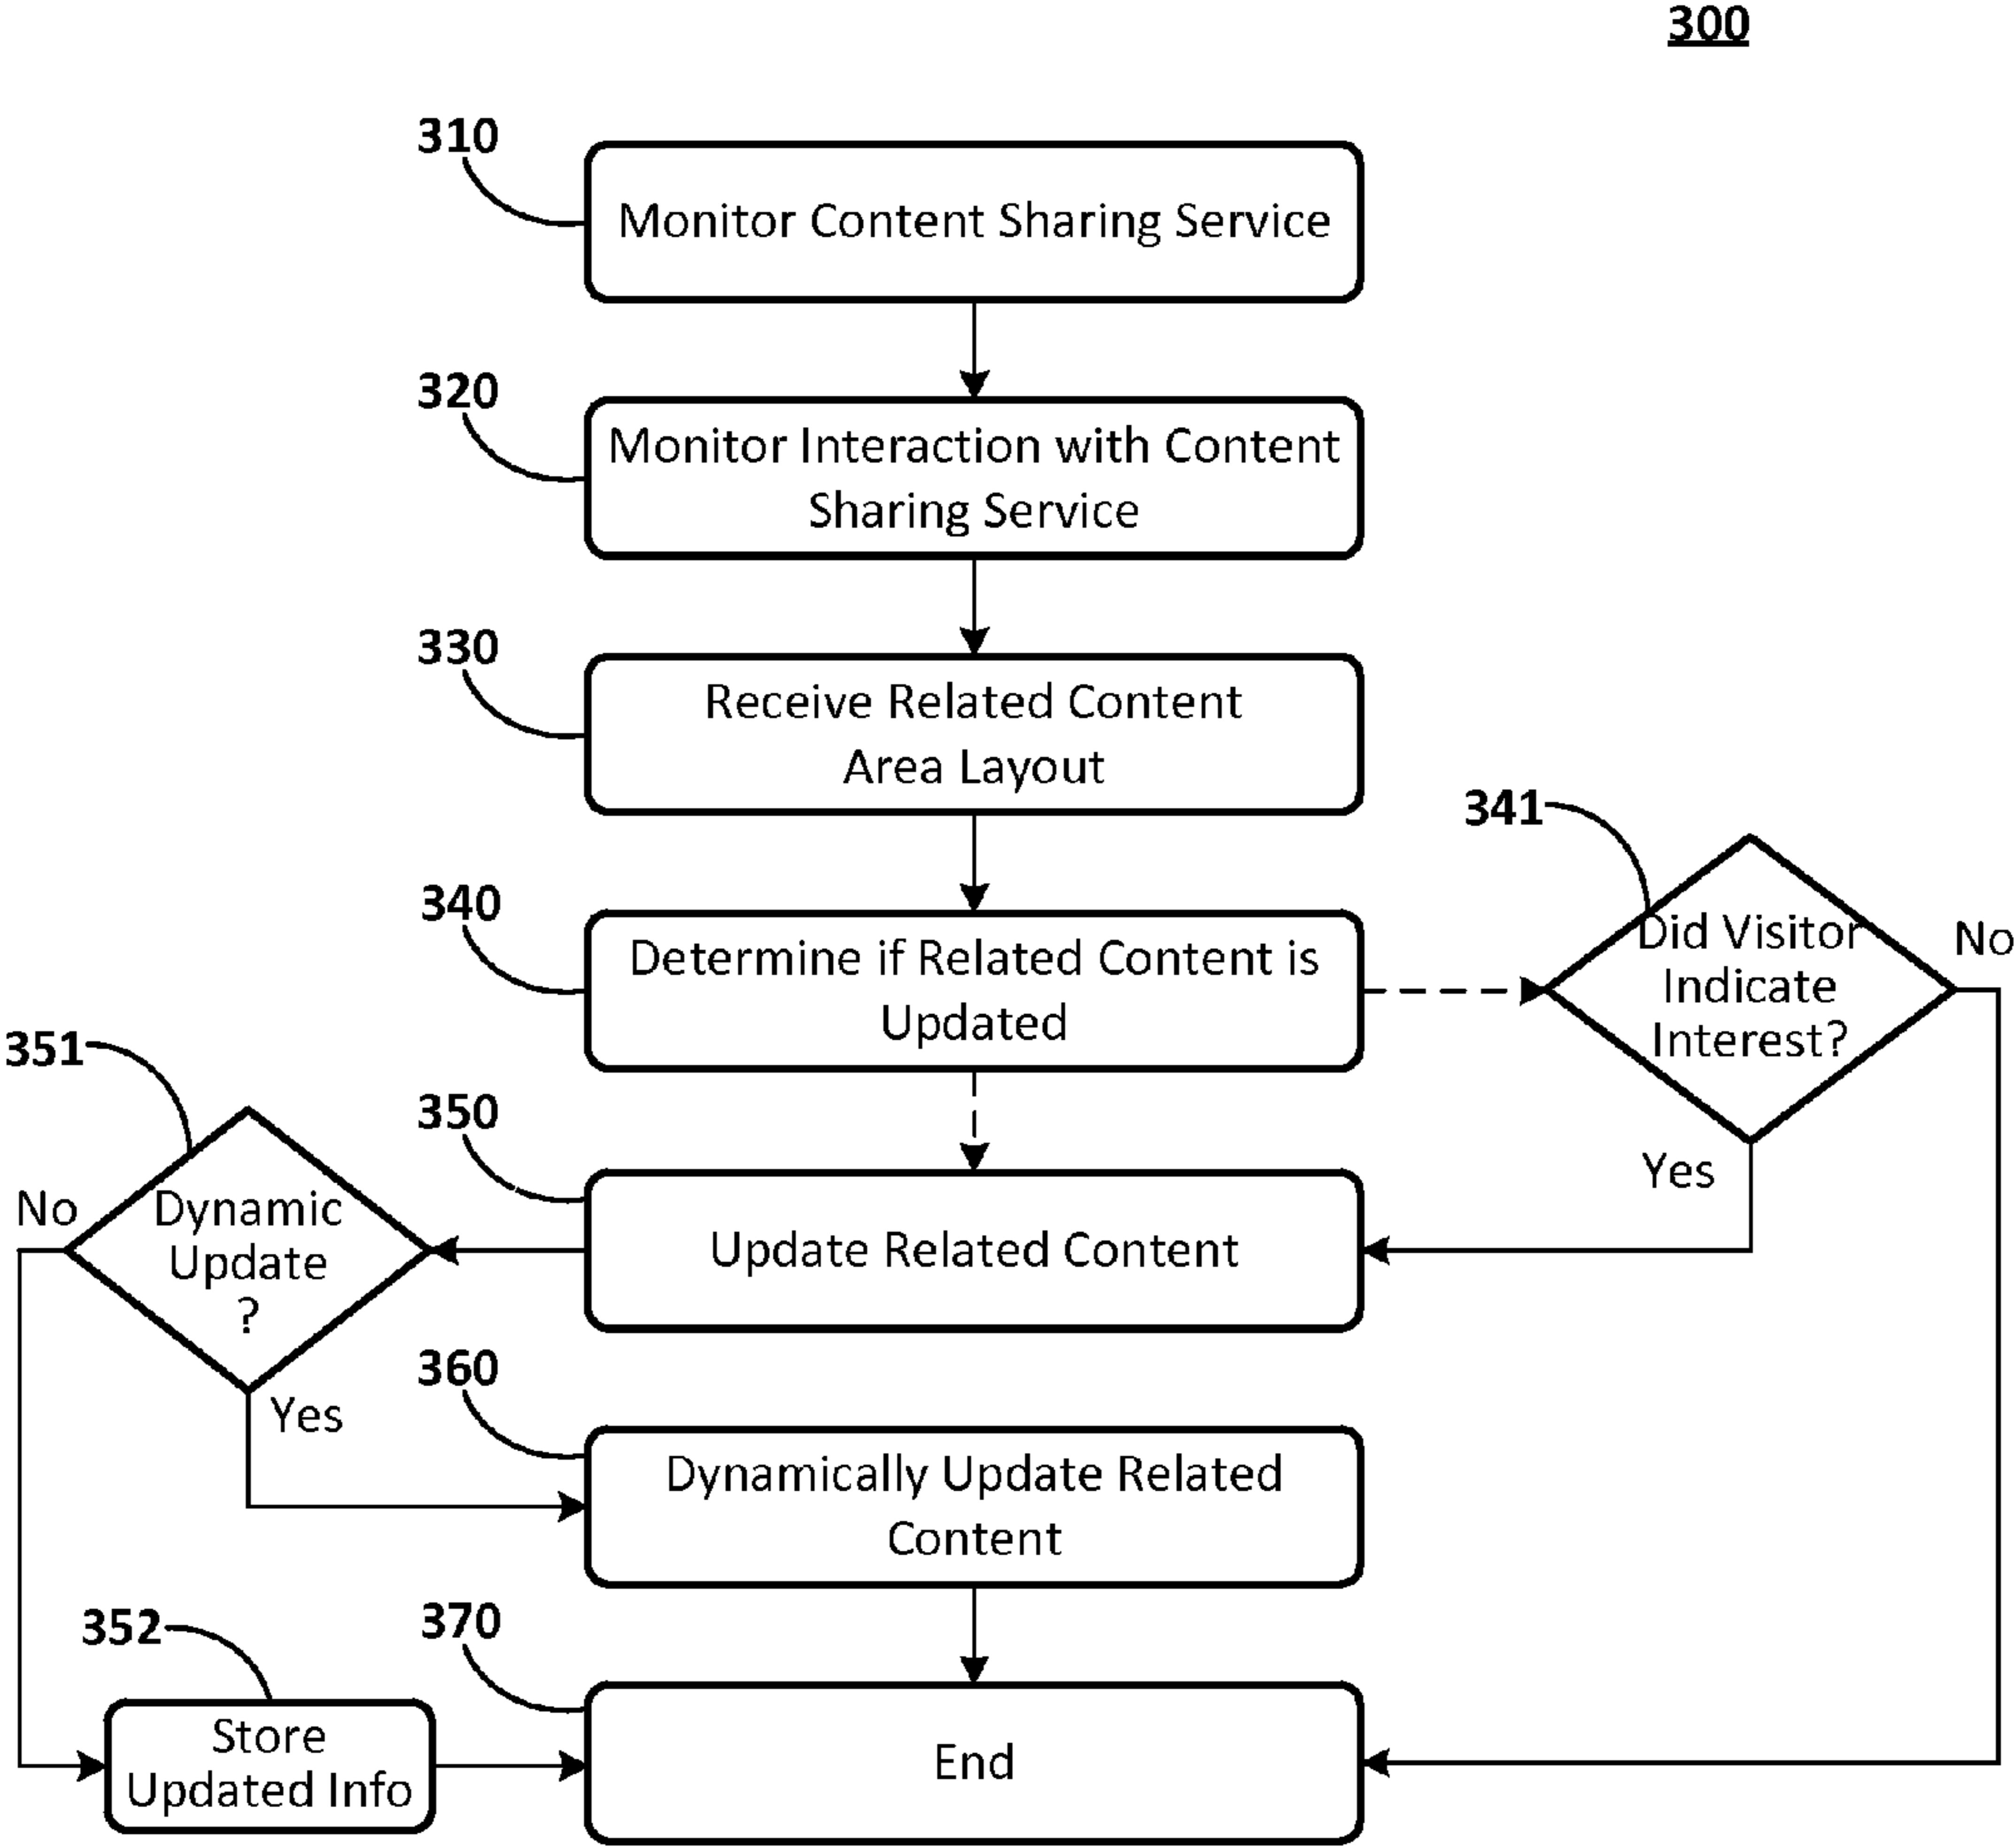 300
310
Monitor Content Sharing Service
320
Monitor Interaction with Content
Sharing Service
330
Receive Related Content
Area Layout
341
340
Determine if Related Content is
Updated
Did Visitor
Indicate
Interest?
No
Yes
351
350
No
Dynamic
Update
?
Update Related Content
Yes
360
Dynamically Update Related
Content
352
370
Store
Updated Info
End